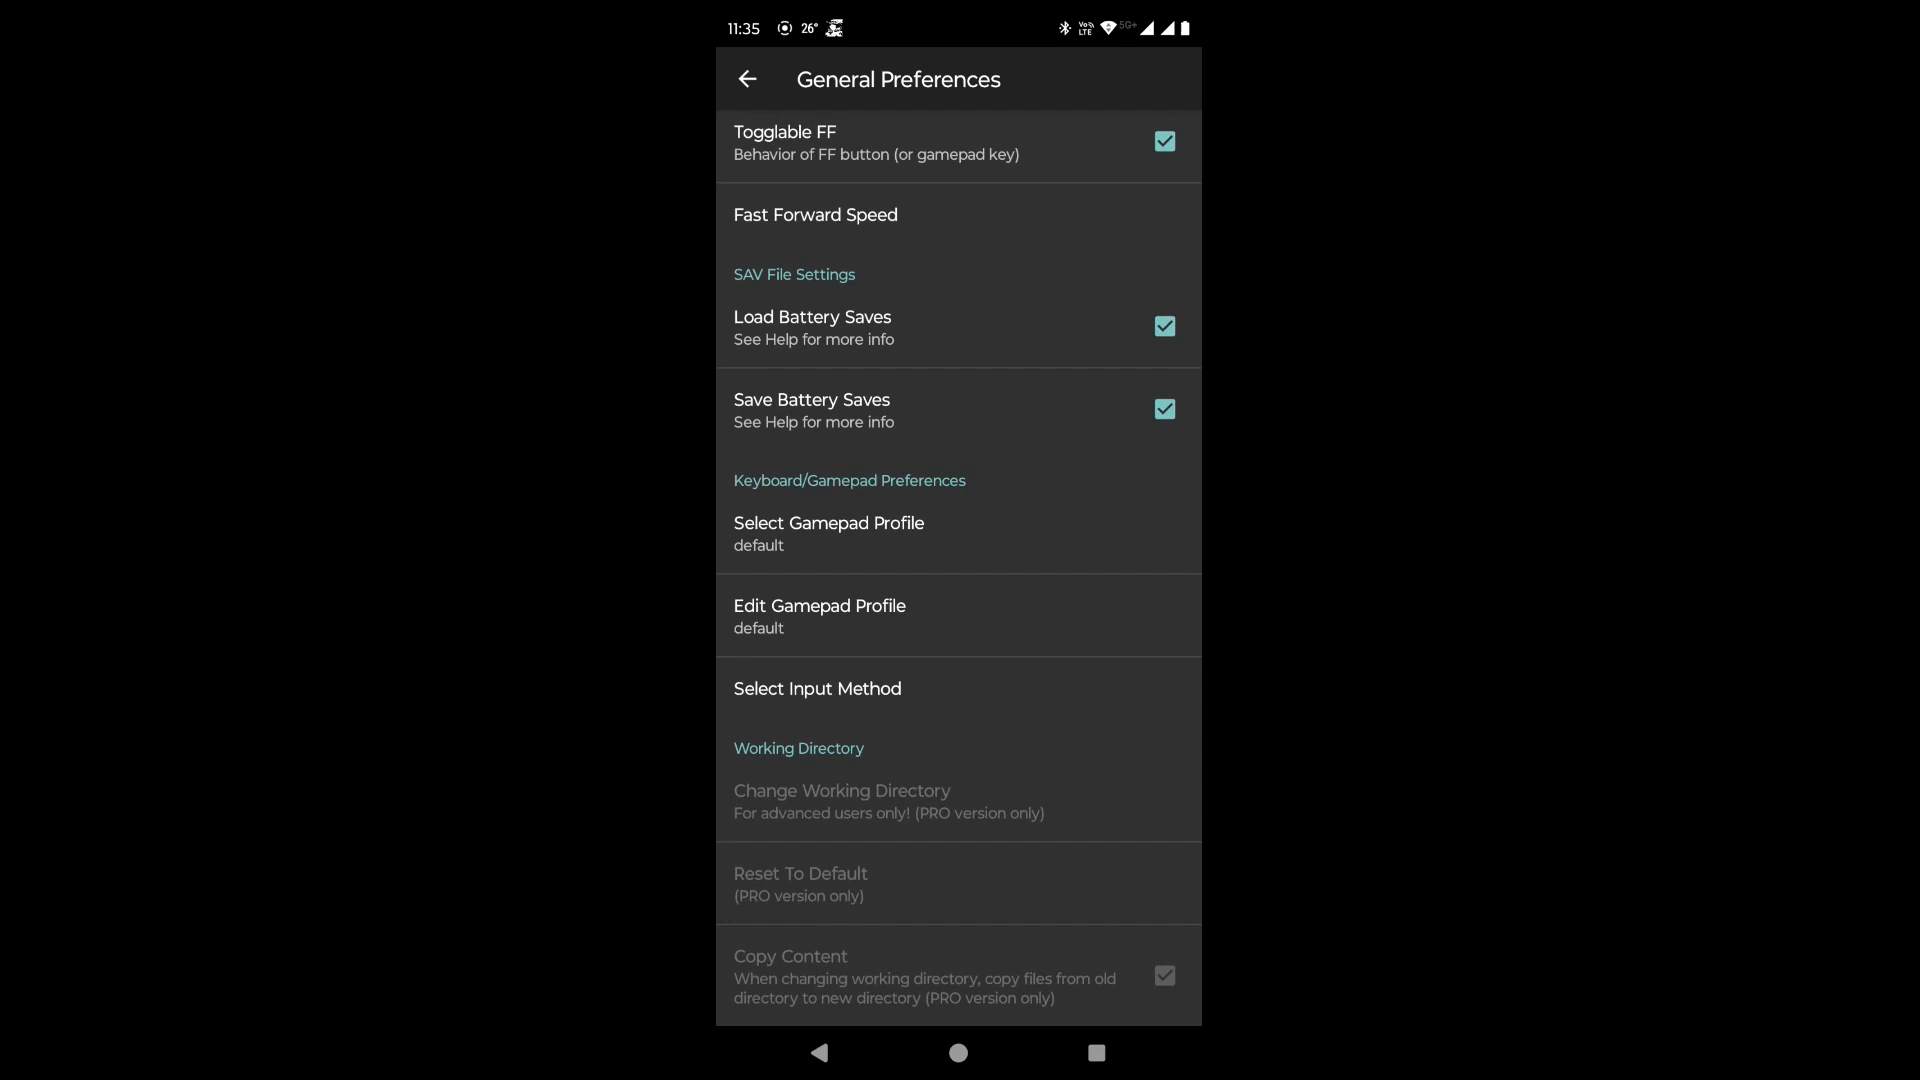 11:35 26°
Vo LTE 5G+
General Preferences
Togglable FF
Behavior of FF button (or gamepad key)
Fast Forward Speed
SAV File Settings
Load Battery Saves
See Help for more info
Save Battery Saves
See Help for more info
Keyboard/Gamepad Preferences
Select Gamepad Profile
default
Edit Gamepad Profile
default
Select Input Method
Working Directory
Change Working Directory
For advanced users only! (PRO version only)
Reset To Default
(PRO version only)
Copy Content
When changing working directory, copy files from old
directory to new directory (PRO version only)